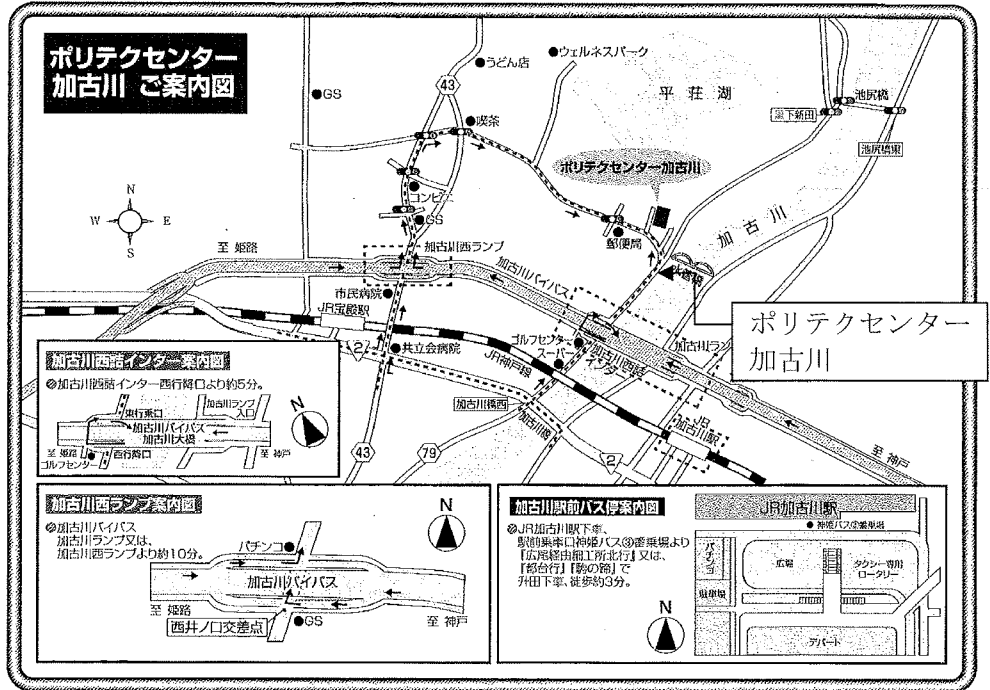 ポリテクセンター
加古川 ご案内図
GS
43
うどん店
ウェルネスパーク
平荘湖
池尻橋
黒下新田
池尻橋東
喫茶
ポリテクセンター加古川
コンビニ
GS
郵便局
加古川
N
W
E
S
至 姫路
加古川西ランプ
加古川バイパス
市民病院
JR宝殿駅
2
共立会病院
JR神戸線
ゴルフセンター
スーパー
ポリテクセンター
加古川
加古川橋西
加古川橋
JR
加古川駅
至 神戸
43
79
2
加古川西詰インター案内図
加古川西詰インター西行降口より約5分。
東行乗口
加古川ランプ
入口
加古川バイパス
加古川大橋
至 姫路
ゴルフセンター
西行降口
至 神戸
N
加古川西ランプ案内図
加古川バイパス
加古川ランプ又は、
加古川西ランプより約10分。
N
パチンコ
加古川バイパス
至 姫路
西井ノ口交差点
GS
至 神戸
加古川駅前バス停案内図
JR加古川駅下車、
駅前乗車口神姫バス③番乗場より
『広尾経由細工所北行』又は、
『都台行』『駒の蹄』で
升田下車、徒歩約3分。
N
JR加古川駅
神姫バス③番乗場
パチンコ
広場
タクシー専用
ロータリー
駐車場
デパート